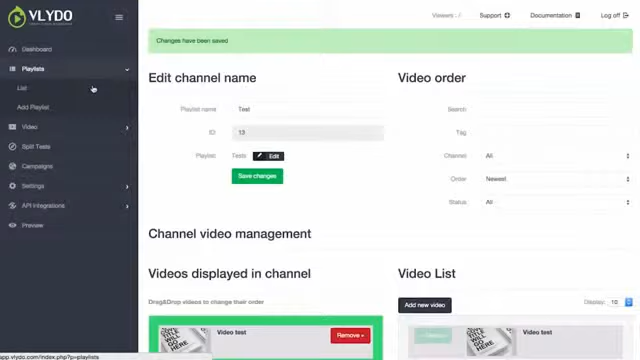 VLYDO
Viewers: -/-
Support
Documentation
Log off
Dashboard
Playlists
List
Add Playlist
Video
Split Tests
Campaigns
Settings
API Integrations
Preview
Changes have been saved
Edit channel name
Playlist name
Test
ID
13
Playlist:
Tests
Edit
Save changes
Video order
Search
Tag
Channel
All
Order
Newest
Status
All
Channel video management
Videos displayed in channel
Drag&Drop videos to change their order
Video test
Remove »
Video List
Add new video
Display:
10
Video test
app.vlydo.com/index.php?p=playlists